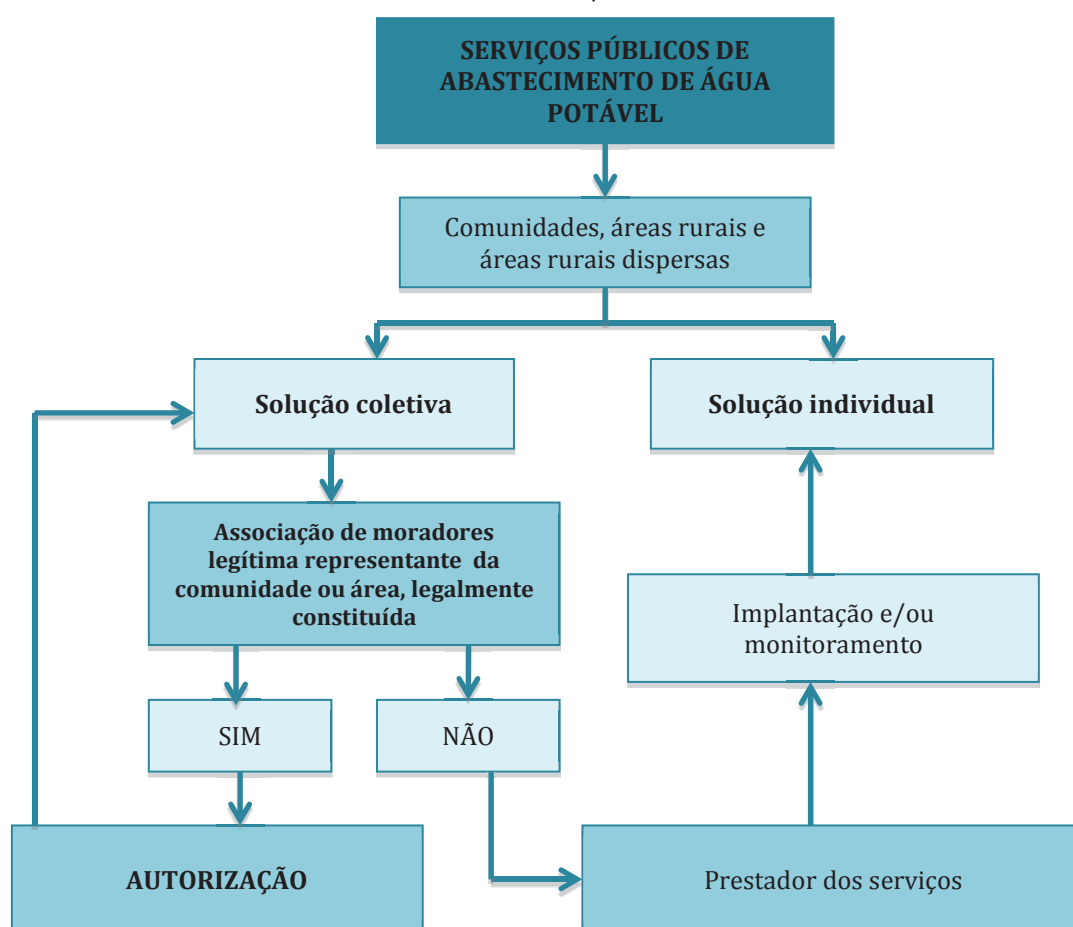 SERVIÇOS PÚBLICOS DE
ABASTECIMENTO DE ÁGUA
POTÁVEL
Comunidades, áreas rurais e
áreas rurais dispersas
Solução coletiva
Solução individual
Associação de moradores
legítima representante da
comunidade ou área, legalmente
constituída
Implantação e/ou
monitoramento
SIM
NÃO
AUTORIZAÇÃO
Prestador dos serviços